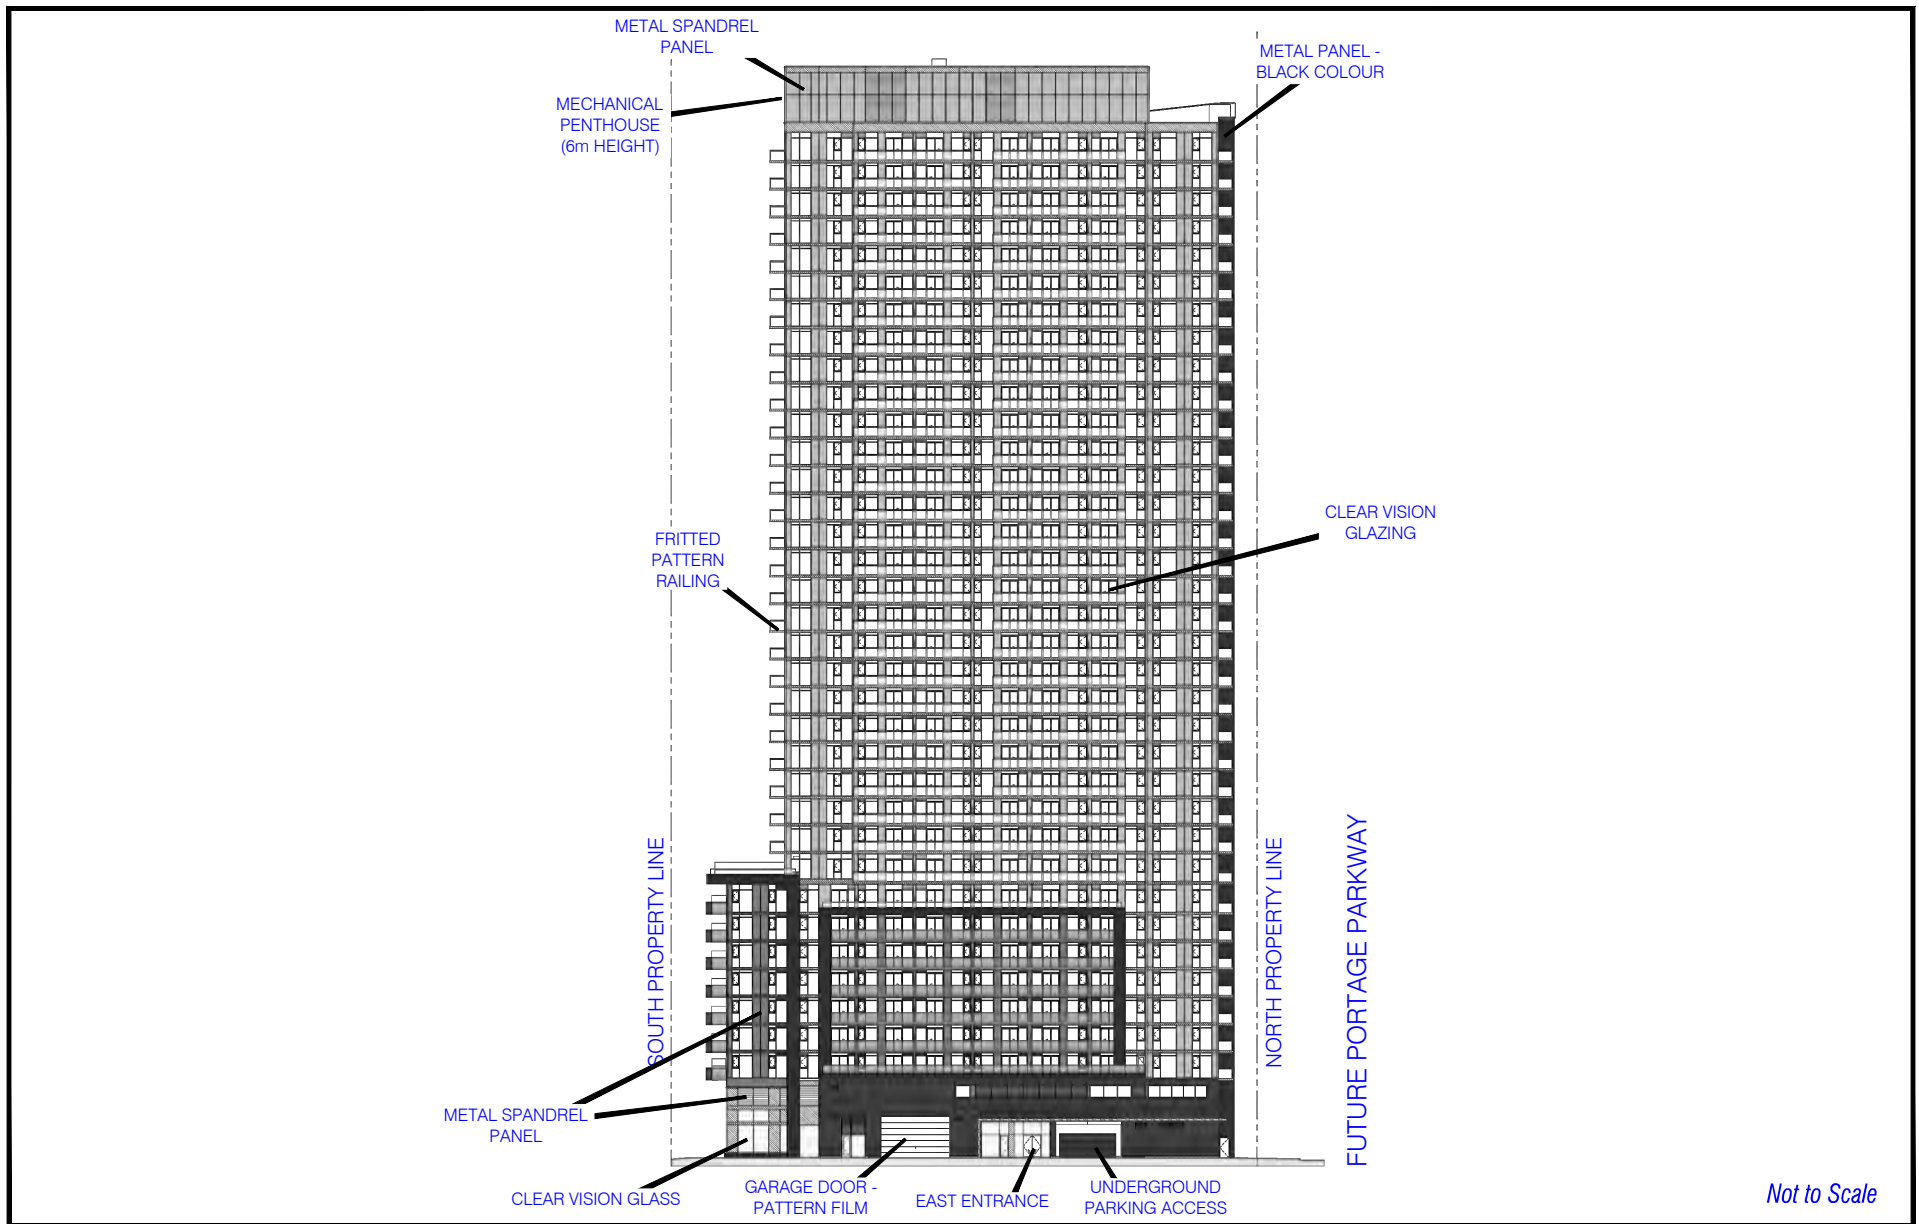 METAL SPANDREL
PANEL
METAL PANEL -
BLACK COLOUR
MECHANICAL
PENTHOUSE
(6m HEIGHT)
CLEAR VISION
GLAZING
FRITTED
PATTERN
RAILING
SOUTH PROPERTY LINE
NORTH PROPERTY LINE
FUTURE PORTAGE PARKWAY
METAL SPANDREL
PANEL
CLEAR VISION GLASS
GARAGE DOOR -
PATTERN FILM
EAST ENTRANCE
UNDERGROUND
PARKING ACCESS
Not to Scale